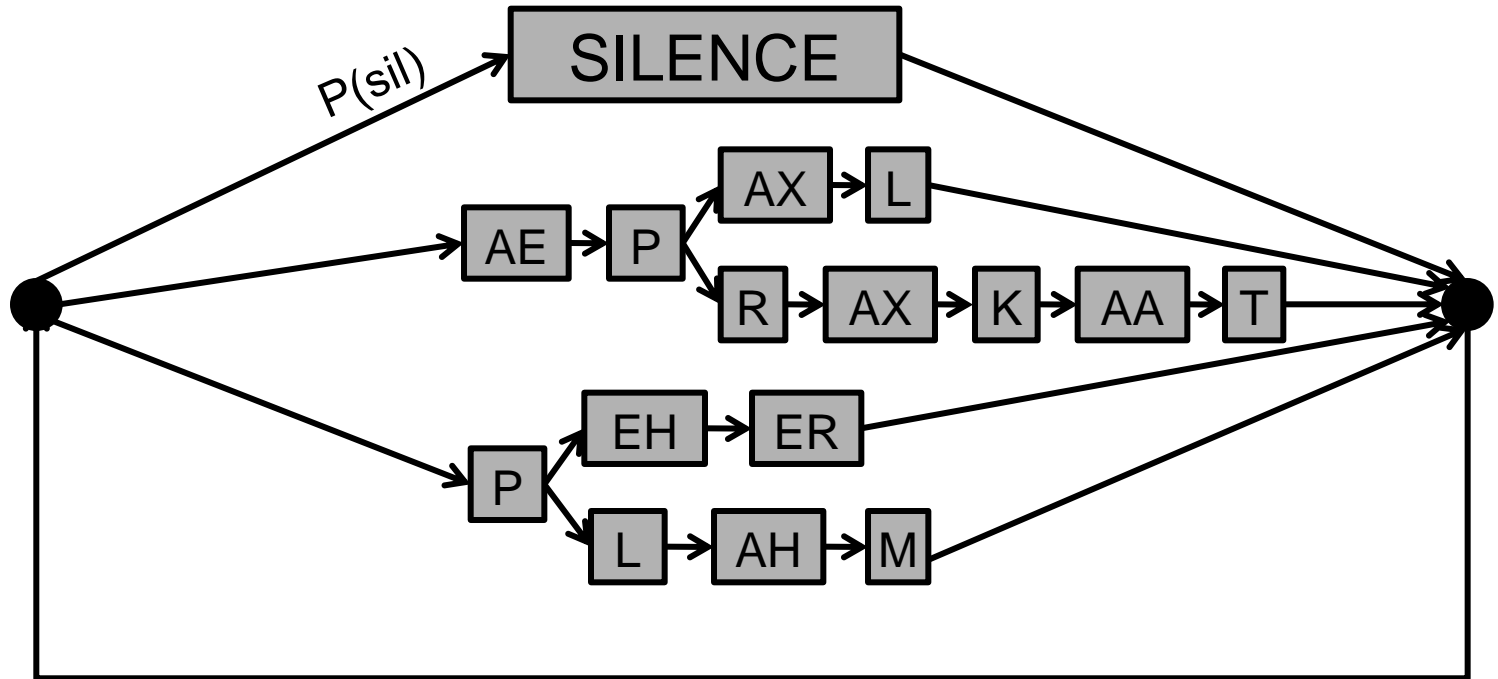 P(sil)
SILENCE
AX L
AE P
R AX K AA T
EH ER
P
L AH M